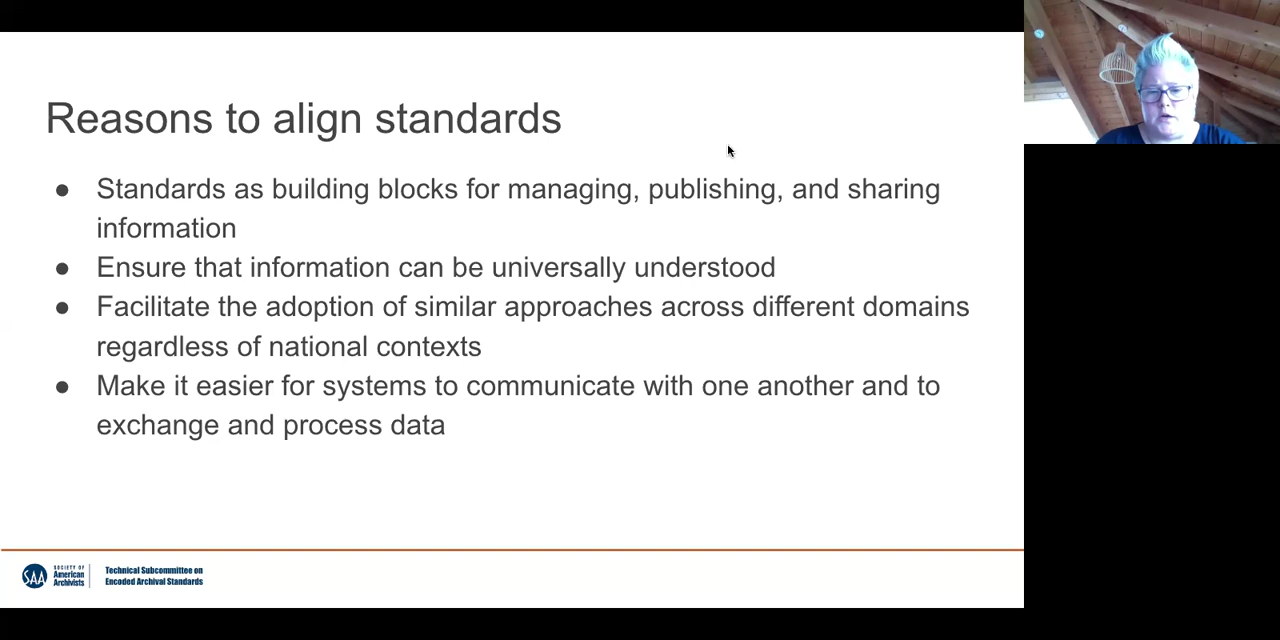 Reasons to align standards
● Standards as building blocks for managing, publishing, and sharing
information
● Ensure that information can be universally understood
● Facilitate the adoption of similar approaches across different domains
regardless of national contexts
● Make it easier for systems to communicate with one another and to
exchange and process data
SAA
SOCIETY OF
American
Archivists
Technical Subcommittee on
Encoded Archival Standards